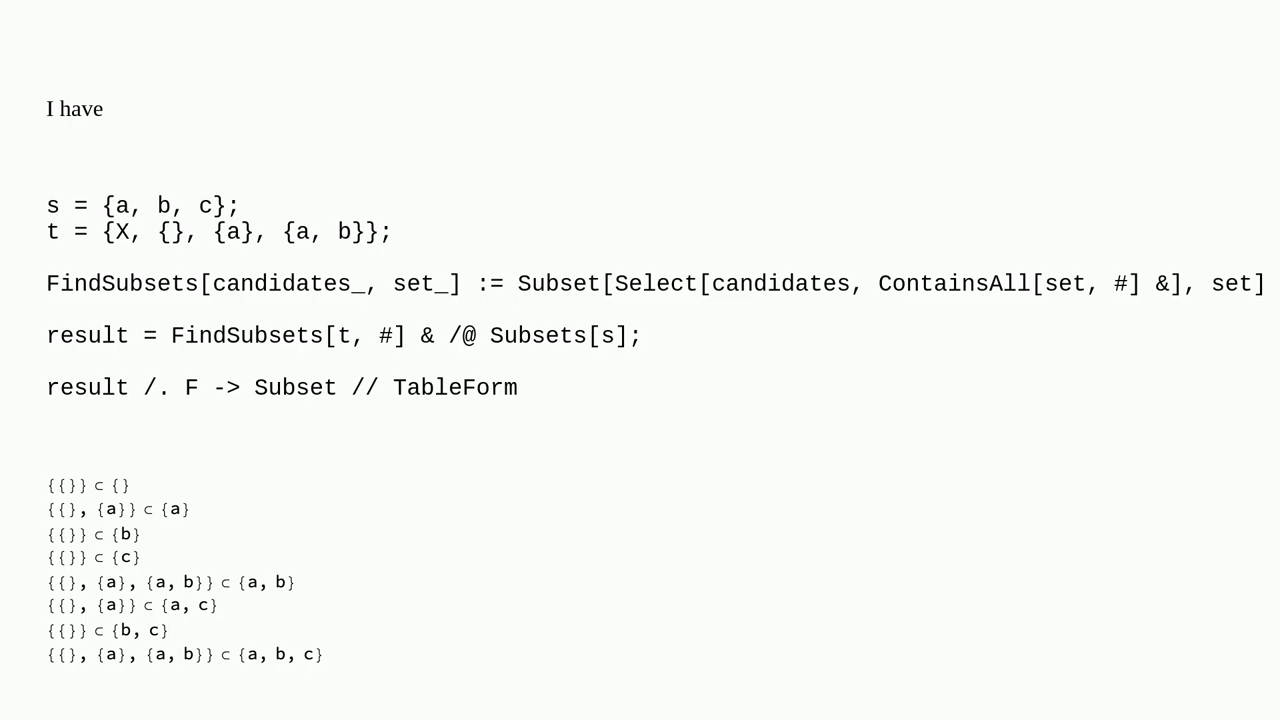 I have
s = {a, b, c};
t = {X, {}, {a}, {a, b}};
FindSubsets[candidates_, set_] := Subset[Select[candidates, ContainsAll[set, #] &], set]
result = FindSubsets[t, #] & /@ Subsets[s];
result /. F -> Subset // TableForm
{{}} ⊂ {}
{{}, {a}} ⊂ {a}
{{}} ⊂ {b}
{{}} ⊂ {c}
{{}, {a}, {a, b}} ⊂ {a, b}
{{}, {a}} ⊂ {a, c}
{{}} ⊂ {b, c}
{{}, {a}, {a, b}} ⊂ {a, b, c}